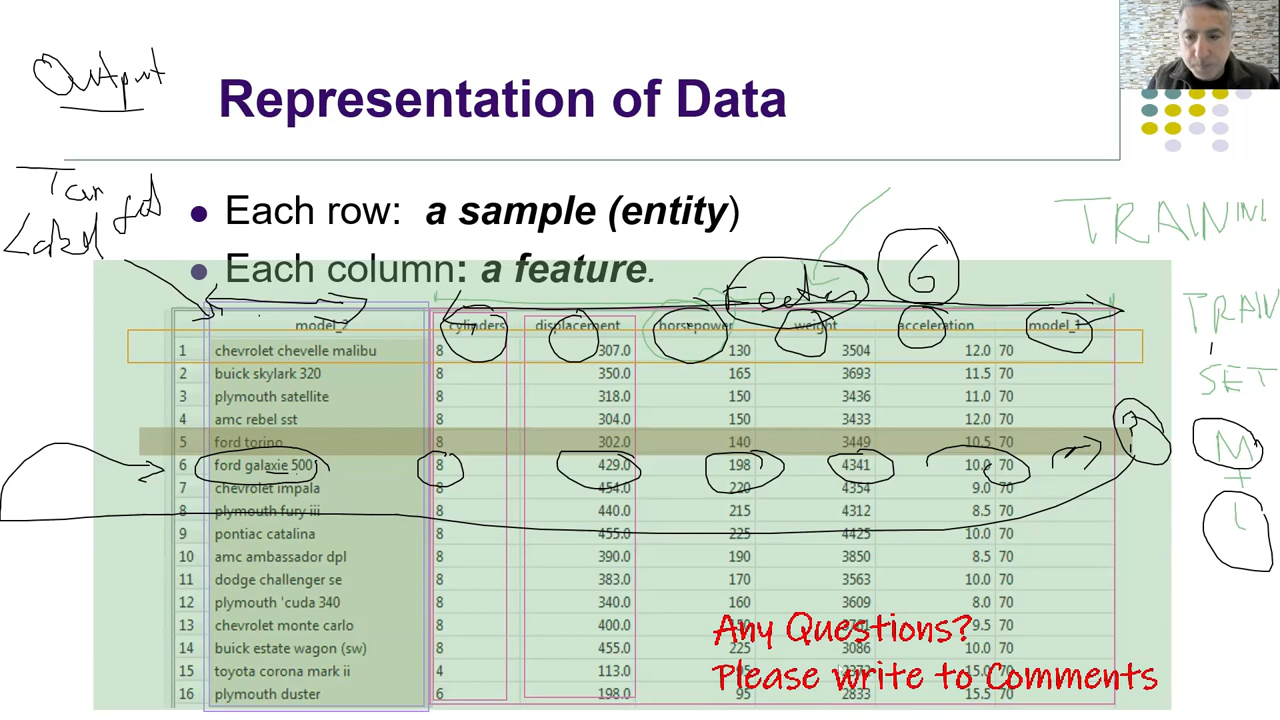 Output
Representation of Data
Target
Label
Each row: a sample (entity)
Each column: a feature.
TRAINING
6
TRAIN
SET
M
+
1
model_2 cylinders displacement horsepower weight acceleration model_1
1 chevrolet chevelle malibu 8 307.0 130 3504 12.0 70
2 buick skylark 320 8 350.0 165 3693 11.5 70
3 plymouth satellite 8 318.0 150 3436 11.0 70
4 amc rebel sst 8 304.0 150 3433 12.0 70
5 ford torino 8 302.0 140 3449 10.5 70
6 ford galaxie 500 8 429.0 198 4341 10.0 70
7 chevrolet impala 8 454.0 220 4354 9.0 70
8 plymouth fury iii 8 440.0 215 4312 8.5 70
9 pontiac catalina 8 455.0 225 4425 10.0 70
10 amc ambassador dpl 8 390.0 190 3850 8.5 70
11 dodge challenger se 8 383.0 170 3563 10.0 70
12 plymouth 'cuda 340 8 340.0 160 3609 8.0 70
13 chevrolet monte carlo 8 400.0 9.5 70
14 buick estate wagon (sw) 8 455.0 225 3086 10.0 70
15 toyota corona mark ii 4 113.0 95 15.0 70
16 plymouth duster 6 198.0 95 2833 15.5 70
Any Questions?
Please write to Comments